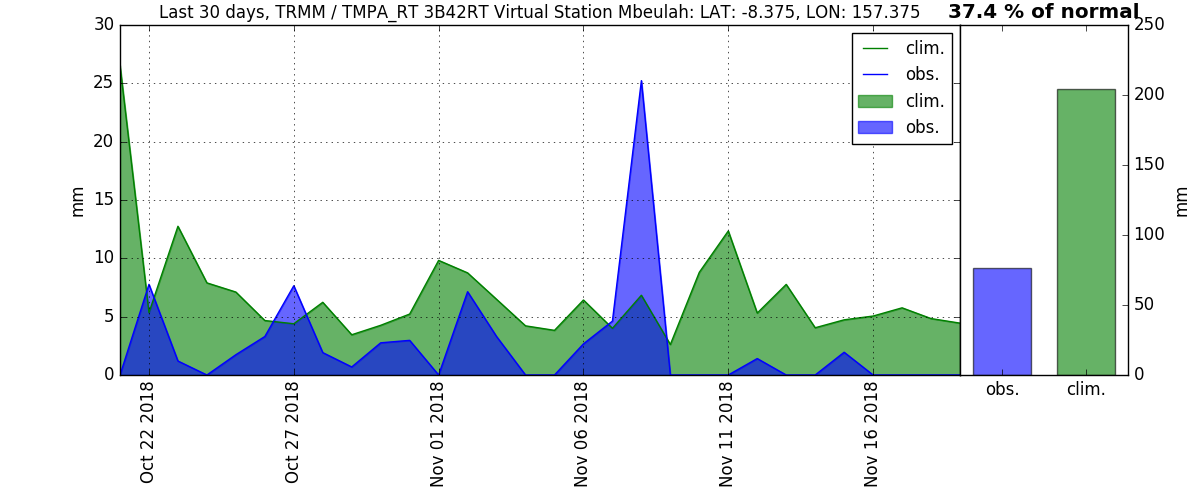 Last 30 days, TRMM / TMPA_RT 3B42RT Virtual Station Mbeulah: LAT: -8.375, LON: 157.375
37.4 % of normal
30
25
20
15
10
5
0
mm
clim.
obs.
clim.
obs.
250
200
150
100
50
0
mm
obs.
clim.
Oct 22 2018
Oct 27 2018
Nov 01 2018
Nov 06 2018
Nov 11 2018
Nov 16 2018